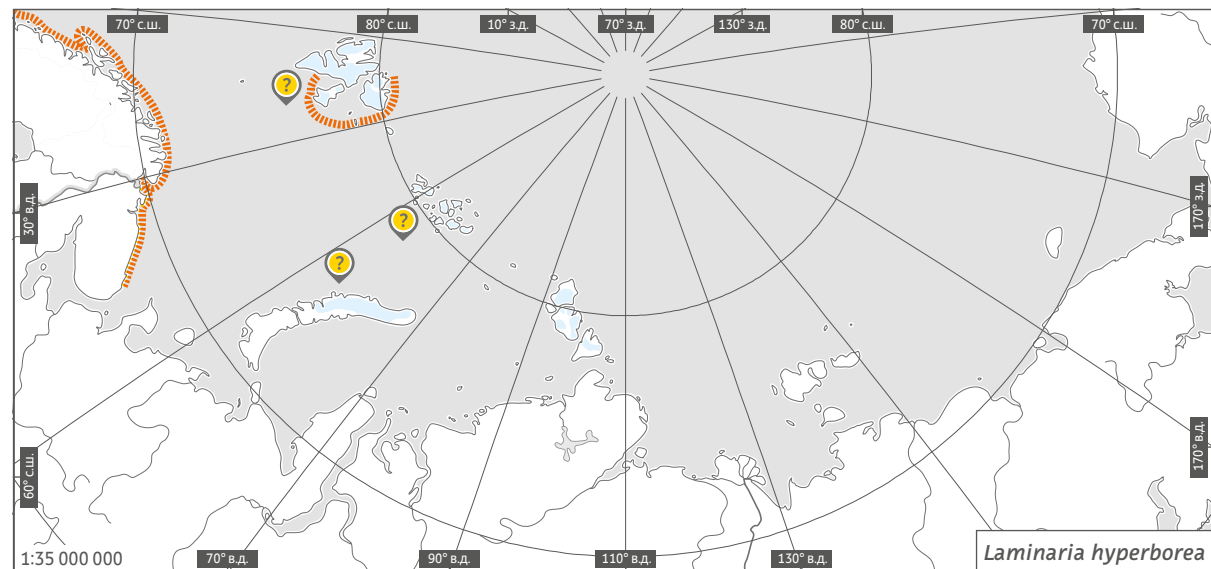 70° с.ш.
80° с.ш.
10° з.д.
70° з.д.
130° з.д.
80° с.ш.
70° с.ш.
?
?
?
30° в.д.
170° з.д.
60° с.ш.
170° в.д.
1:35 000 000
70° в.д.
90° в.д.
110° в.д.
130° в.д.
Laminaria hyperborea